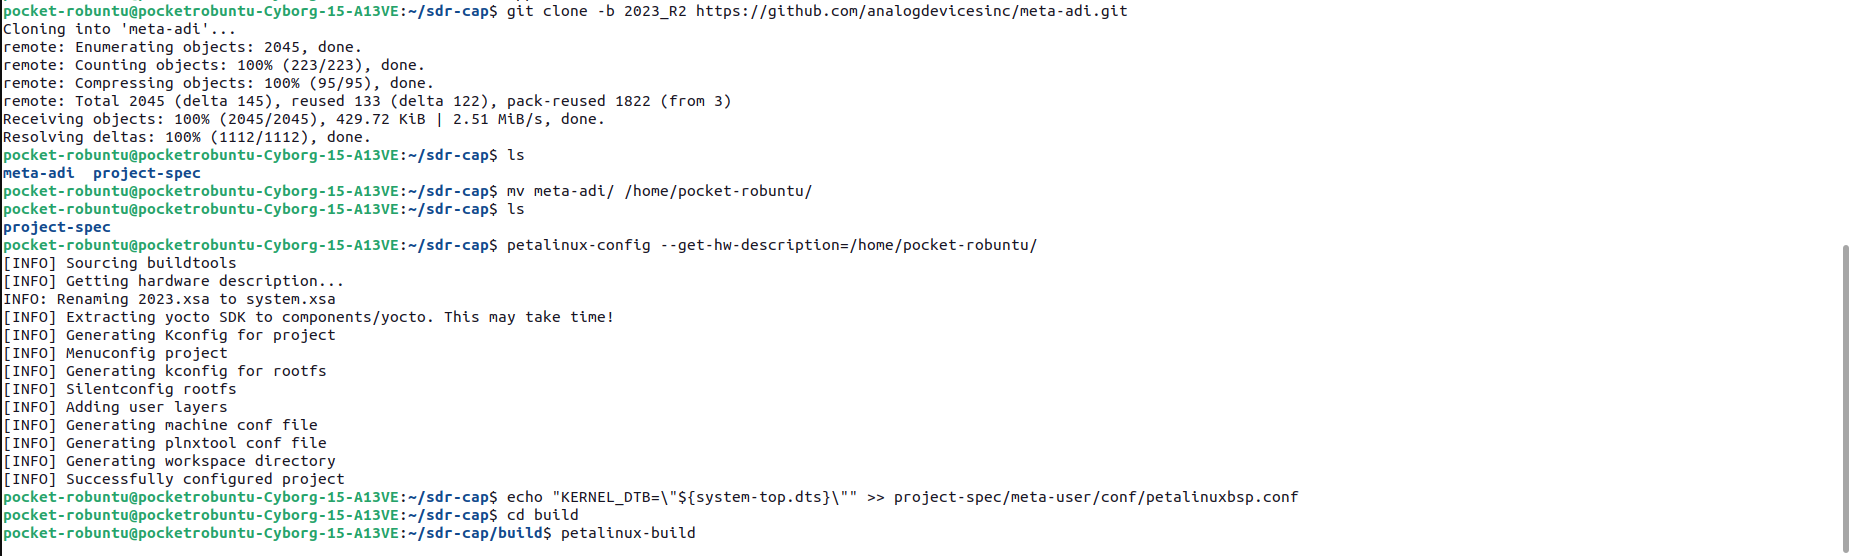 pocket-robuntu@pocketrobuntu-Cyborg-15-A13VE:~/sdr-cap$ git clone -b 2023_R2 https://github.com/analogdevicesinc/meta-adi.git
Cloning into 'meta-adi'...
remote: Enumerating objects: 2045, done.
remote: Counting objects: 100% (223/223), done.
remote: Compressing objects: 100% (95/95), done.
remote: Total 2045 (delta 145), reused 133 (delta 122), pack-reused 1822 (from 3)
Receiving objects: 100% (2045/2045), 429.72 KiB | 2.51 MiB/s, done.
Resolving deltas: 100% (1112/1112), done.
pocket-robuntu@pocketrobuntu-Cyborg-15-A13VE:~/sdr-cap$ ls
meta-adi  project-spec
pocket-robuntu@pocketrobuntu-Cyborg-15-A13VE:~/sdr-cap$ mv meta-adi/ /home/pocket-robuntu/
pocket-robuntu@pocketrobuntu-Cyborg-15-A13VE:~/sdr-cap$ ls
project-spec
pocket-robuntu@pocketrobuntu-Cyborg-15-A13VE:~/sdr-cap$ petalinux-config --get-hw-description=/home/pocket-robuntu/
[INFO] Sourcing buildtools
[INFO] Getting hardware description...
INFO: Renaming 2023.xsa to system.xsa
[INFO] Extracting yocto SDK to components/yocto. This may take time!
[INFO] Generating Kconfig for project
[INFO] Menuconfig project
[INFO] Generating kconfig for rootfs
[INFO] Silentconfig rootfs
[INFO] Adding user layers
[INFO] Generating machine conf file
[INFO] Generating plnxtool conf file
[INFO] Generating workspace directory
[INFO] Successfully configured project
pocket-robuntu@pocketrobuntu-Cyborg-15-A13VE:~/sdr-cap$ echo "KERNEL_DTB=\"${system-top.dts}\"" >> project-spec/meta-user/conf/petalinuxbsp.conf
pocket-robuntu@pocketrobuntu-Cyborg-15-A13VE:~/sdr-cap$ cd build
pocket-robuntu@pocketrobuntu-Cyborg-15-A13VE:~/sdr-cap/build$ petalinux-build